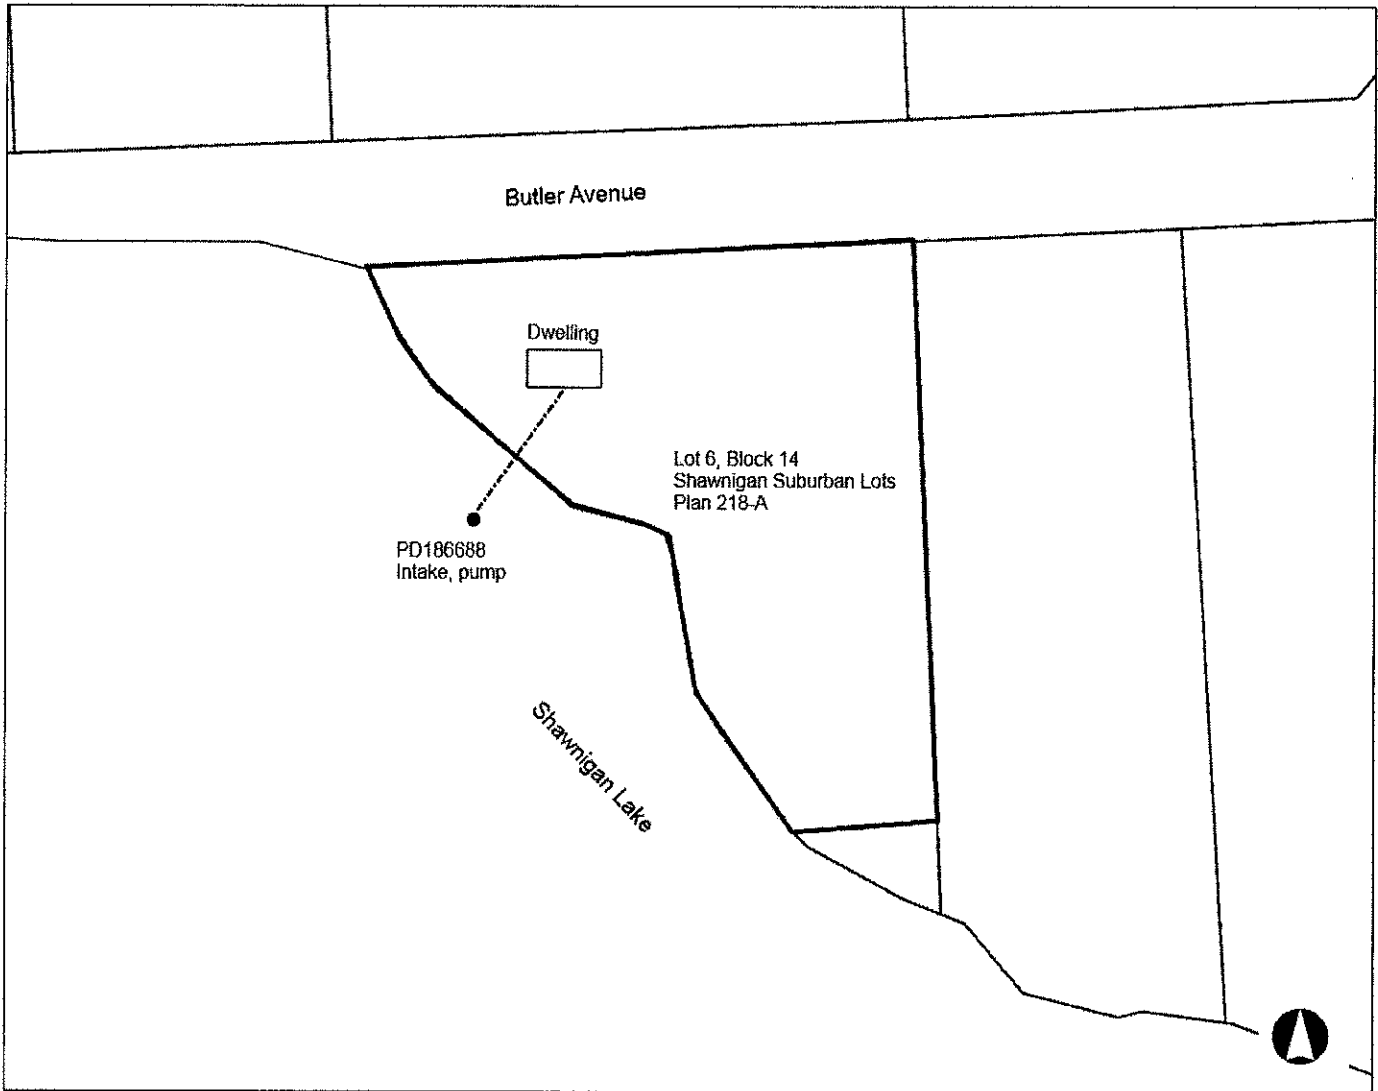 Butler Avenue
Dwelling
Lot 6, Block 14
Shawnigan Suburban Lots
Plan 218-A
PD186688
Intake, pump
Shawnigan Lake